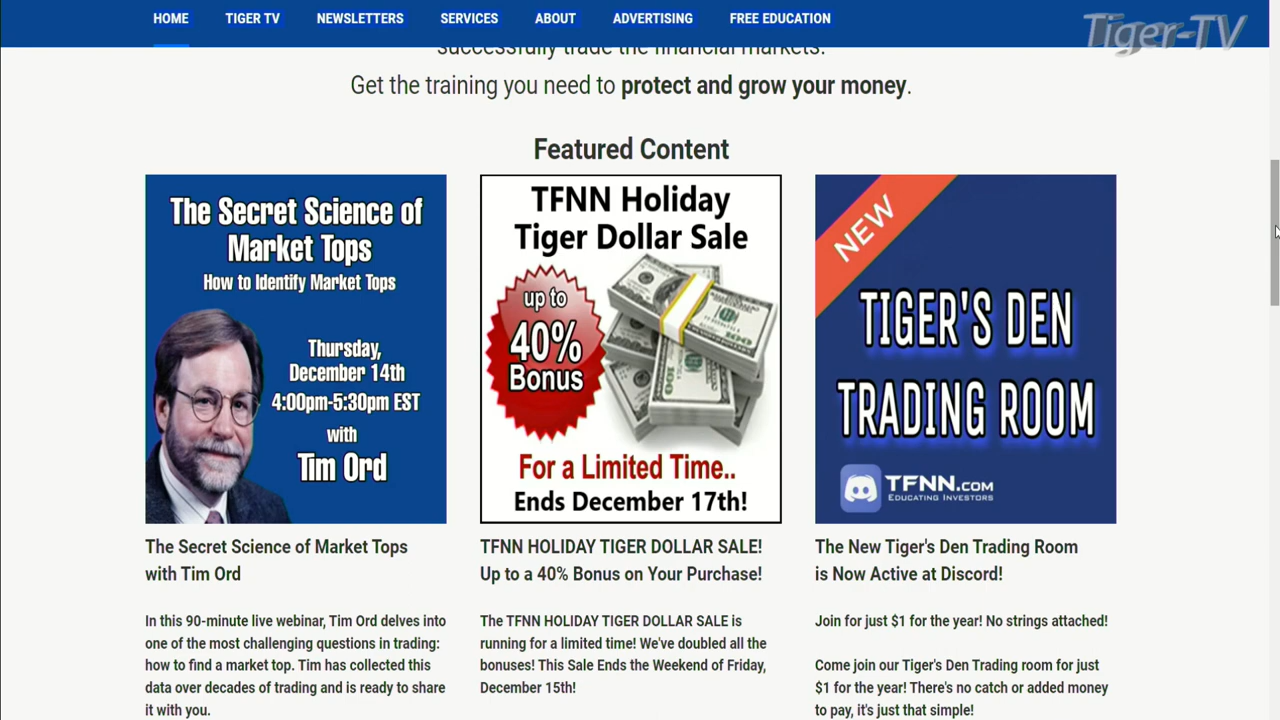 HOME TIGER TV NEWSLETTERS SERVICES ABOUT ADVERTISING FREE EDUCATION
Tiger-TV
successfully trade the financial markets.
Get the training you need to protect and grow your money.
Featured Content
The Secret Science of
Market Tops
How to Identify Market Tops
Thursday,
December 14th
4:00pm-5:30pm EST
with
Tim Ord
The Secret Science of Market Tops
with Tim Ord
In this 90-minute live webinar, Tim Ord delves into
one of the most challenging questions in trading:
how to find a market top. Tim has collected this
data over decades of trading and is ready to share
it with you.
TFNN Holiday
Tiger Dollar Sale
up to
40%
Bonus
For a Limited Time..
Ends December 17th!
TFNN HOLIDAY TIGER DOLLAR SALE!
Up to a 40% Bonus on Your Purchase!
The TFNN HOLIDAY TIGER DOLLAR SALE is
running for a limited time! We've doubled all the
bonuses! This Sale Ends the Weekend of Friday,
December 15th!
NEW
TIGER'S DEN
TRADING ROOM
TFNN.COM
EDUCATING INVESTORS
The New Tiger's Den Trading Room
is Now Active at Discord!
Join for just $1 for the year! No strings attached!
Come join our Tiger's Den Trading room for just
$1 for the year! There's no catch or added money
to pay, it's just that simple!